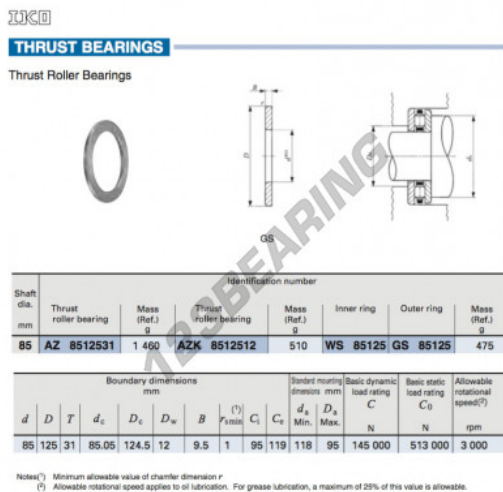 IKO
THRUST BEARINGS
Thrust Roller Bearings
B
r
D
GS
123BEARING
Identification number
Shaft dia. mm Thrust roller bearing Mass (Ref.) g Thrust roller bearing Mass (Ref.) g Inner ring Outer ring Mass (Ref.) g
85 AZ 8512531 1 460 AZK 8512512 510 WS 85125 GS 85125 475
Boundary dimensions mm Standard mounting dimensions mm Basic dynamic load rating C N Basic static load rating C₀ N Allowable rotational speed(²) rpm
d D T dc Dc Dw B rsmin(¹) Ci Ce da Min. Da Max.
85 125 31 85.05 124.5 12 9.5 1 95 119 118 95 145 000 513 000 3 000
Notes(¹) Minimum allowable value of chamfer dimension r
(²) Allowable rotational speed applies to oil lubrication. For grease lubrication, a maximum of 25% of this value is allowable.